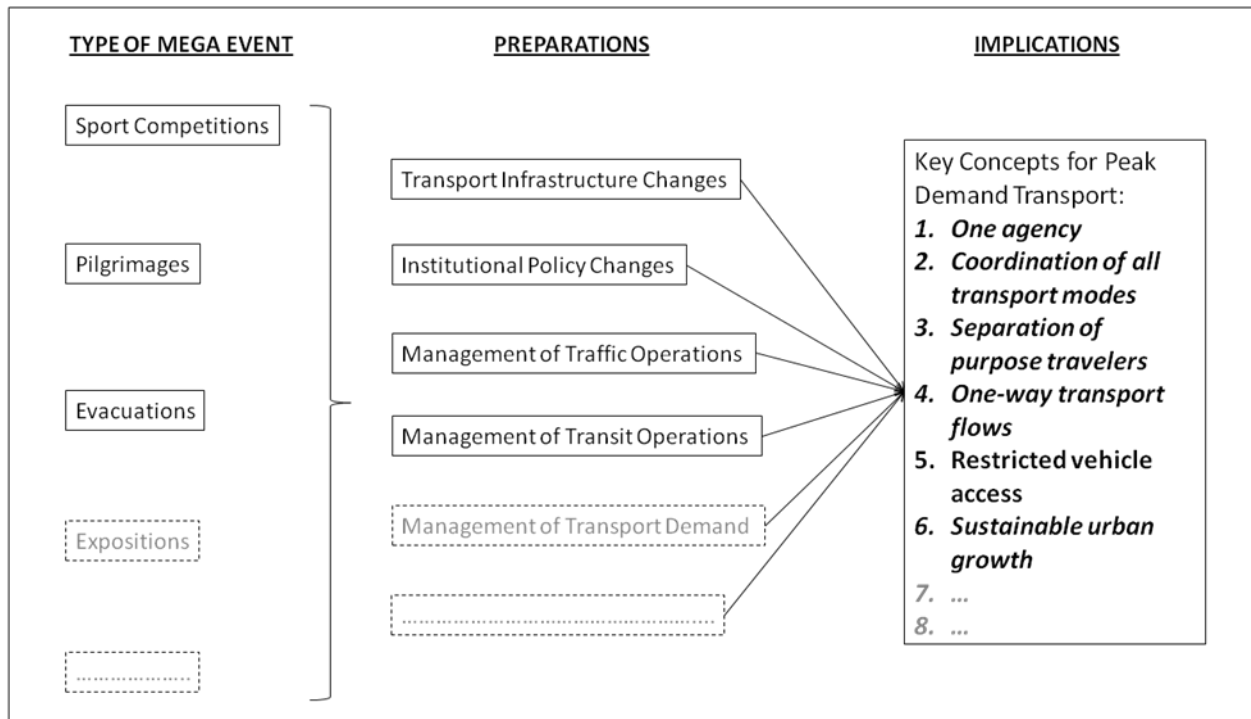 TYPE OF MEGA EVENT
PREPARATIONS
IMPLICATIONS
Sport Competitions
Pilgrimages
Evacuations
Expositions
...................
Transport Infrastructure Changes
Institutional Policy Changes
Management of Traffic Operations
Management of Transit Operations
Management of Transport Demand
......................................................
Key Concepts for Peak
Demand Transport:
1. One agency
2. Coordination of all
transport modes
3. Separation of
purpose travelers
4. One-way transport
flows
5. Restricted vehicle
access
6. Sustainable urban
growth
7. ...
8. ...